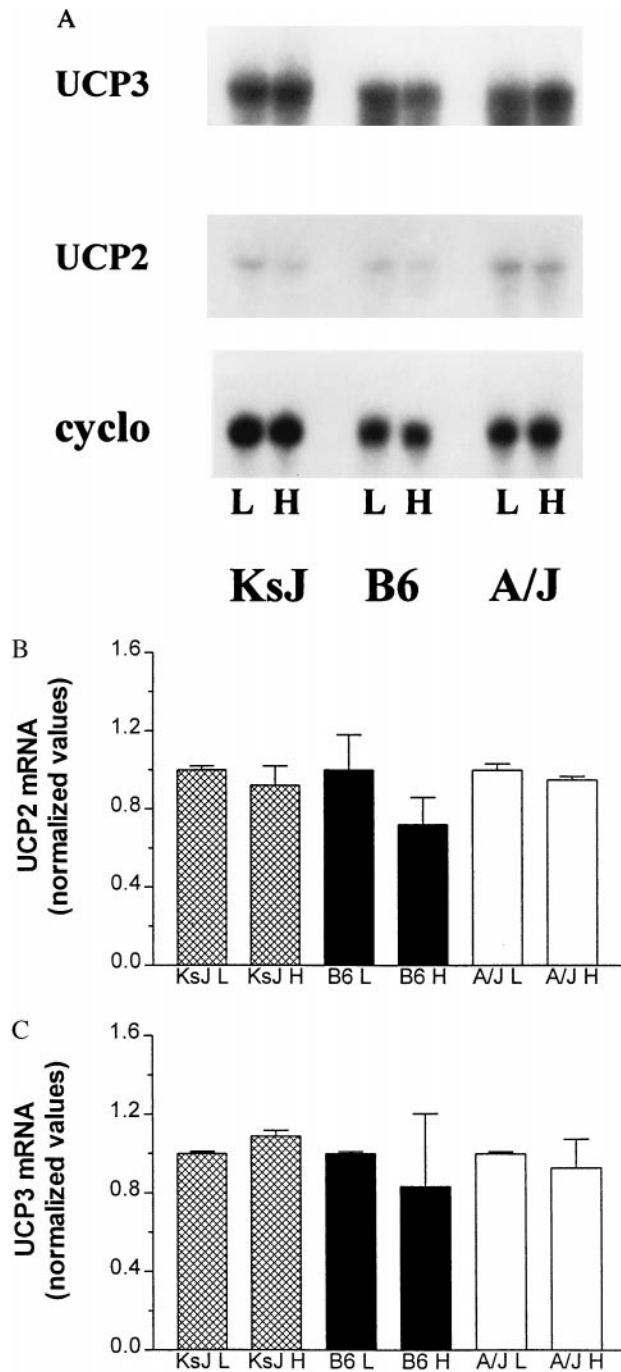 A
UCP3
UCP2
cyclo
L H L H L H
KsJ B6 A/J
B
UCP2 mRNA
(normalized values)
1.6
1.2
0.8
0.4
0.0
KsJ L KsJ H B6 L B6 H A/J L A/J H
C
UCP3 mRNA
(normalized values)
1.6
1.2
0.8
0.4
0.0
KsJ L KsJ H B6 L B6 H A/J L A/J H